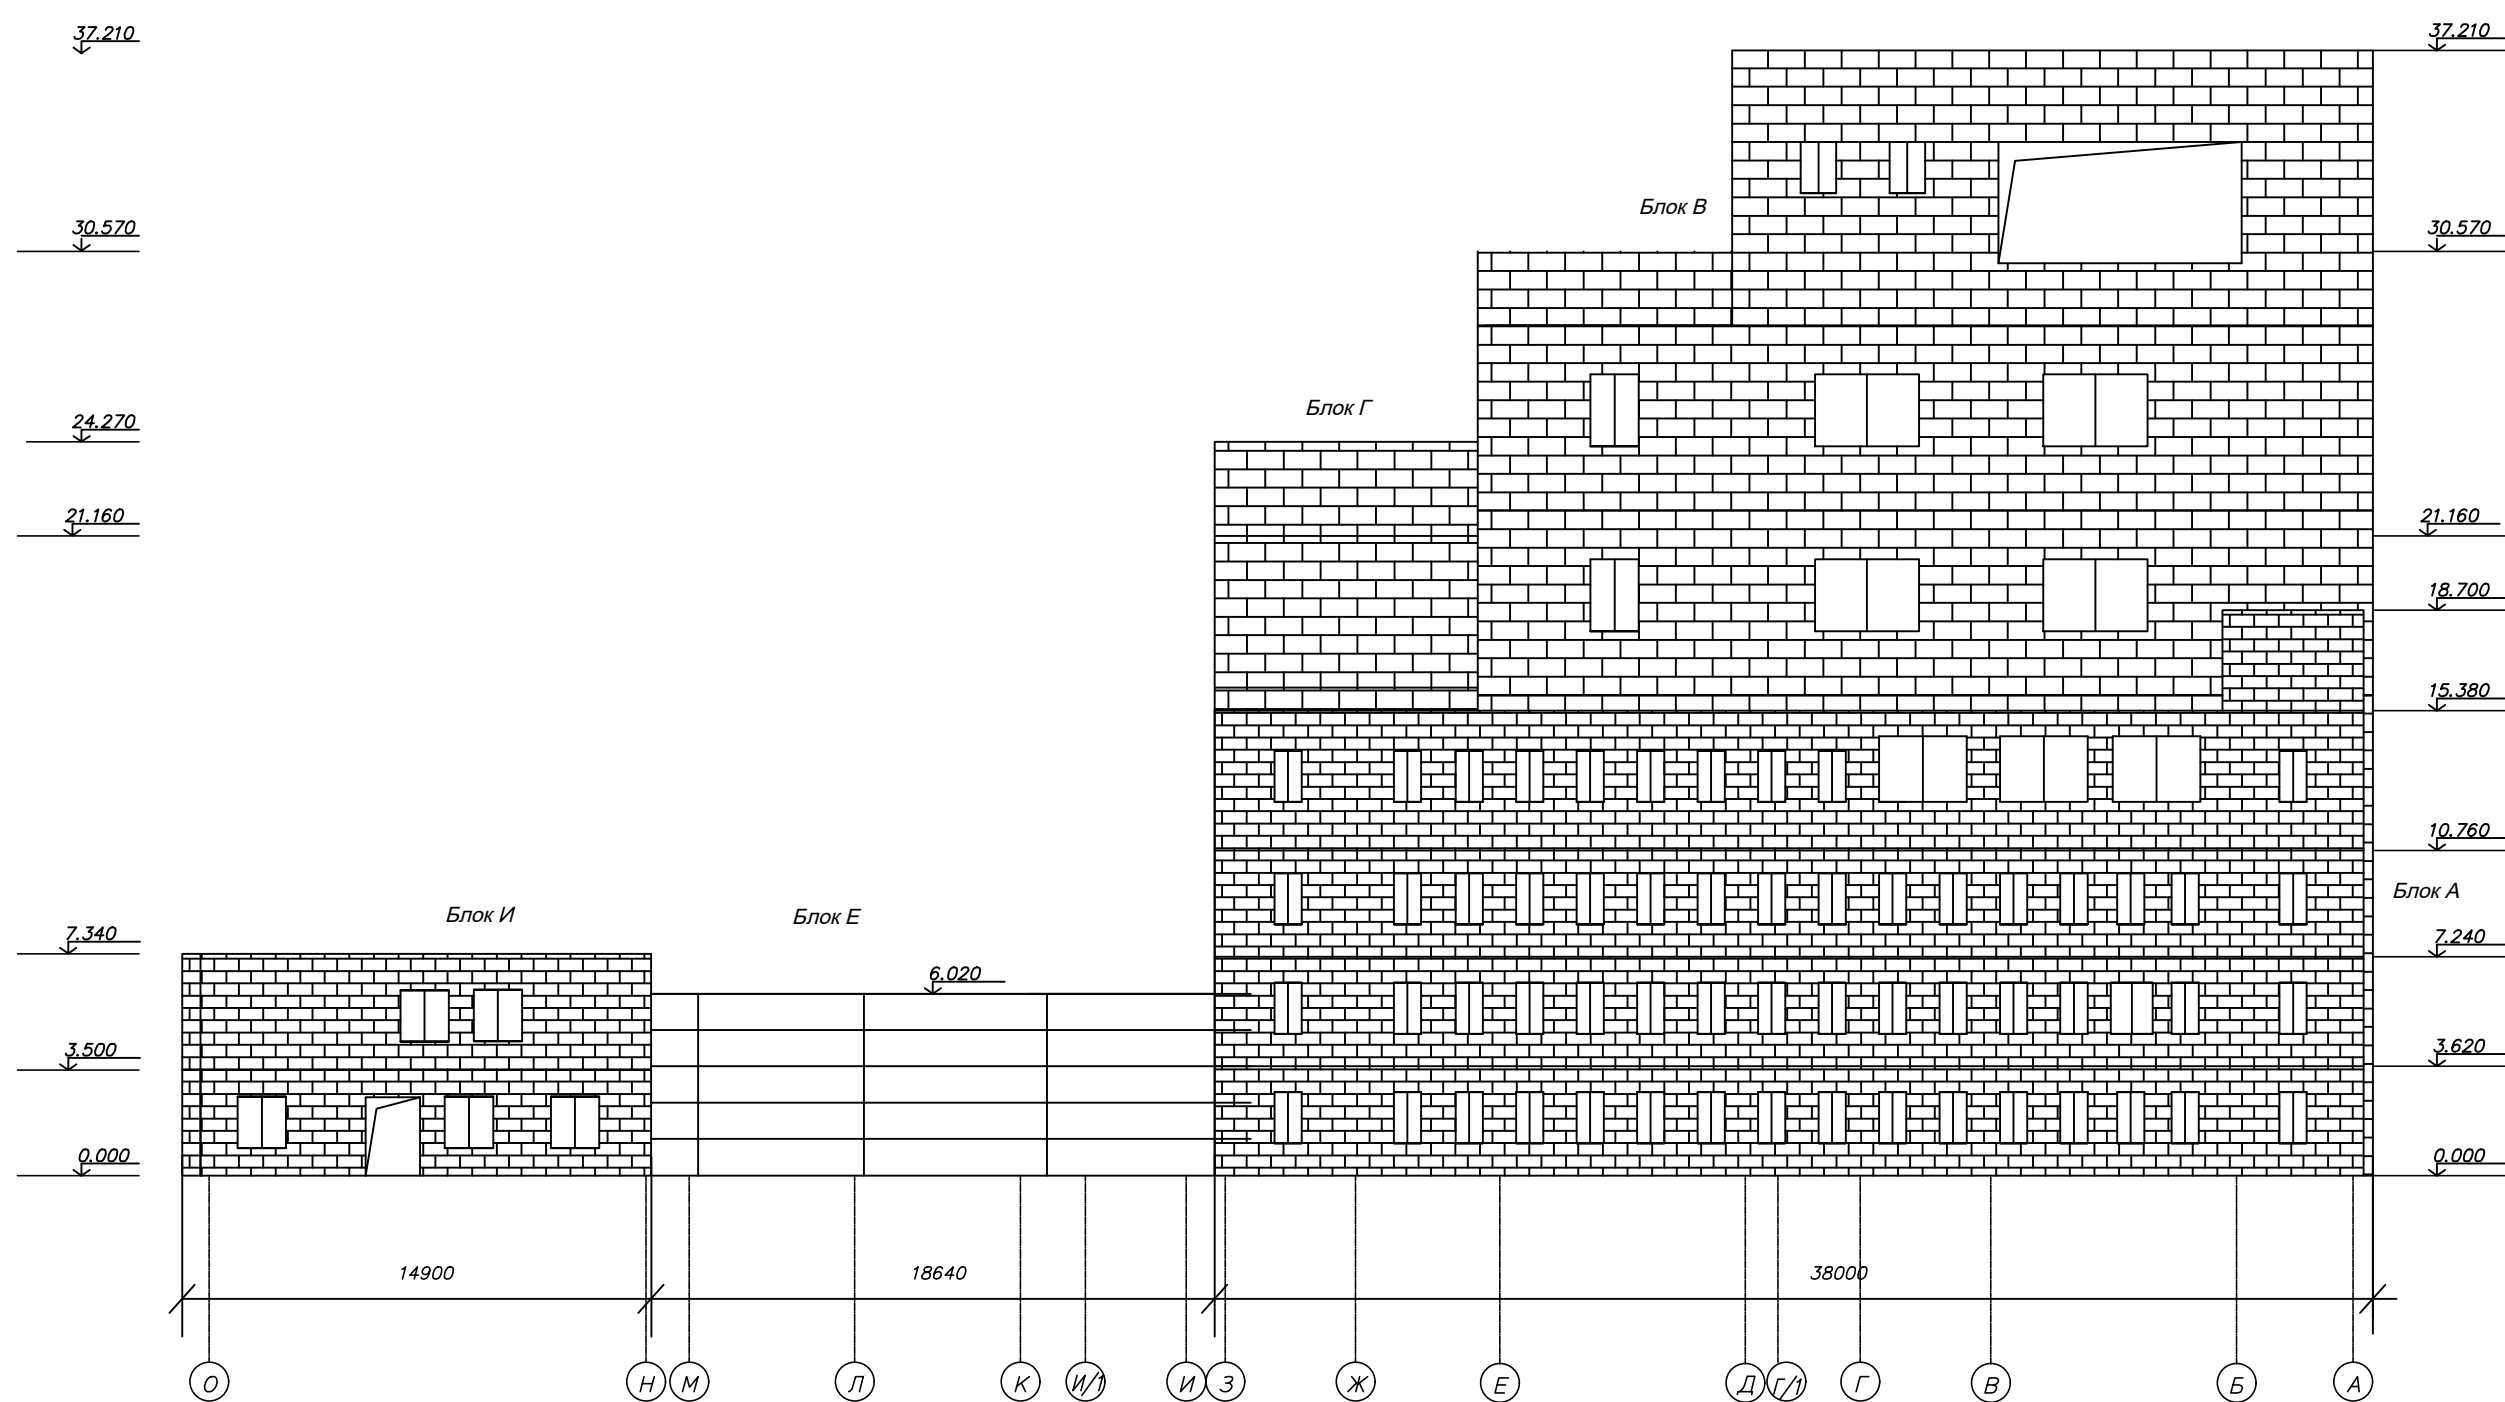 37.210
37.210
Блок В
30.570
30.570
Блок Г
24.270
21.160
21.160
18.700
15.380
10.760
Блок А
Блок И
Блок Е
7.340
7.240
6.020
3.500
3.620
0.000
0.000
14900
18640
38000
О
Н
М
Л
К
И/1
И
З
Ж
Е
Д
Г/1
Г
В
Б
А